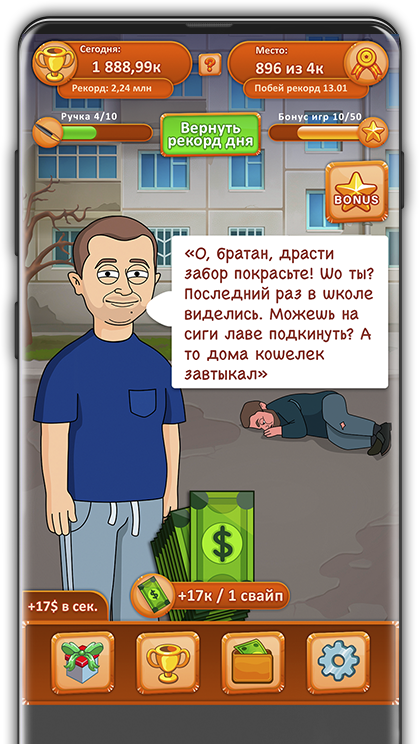 Сегодня:
1 888,99к
Рекорд: 2,24 млн
?
Место:
896 из 4к
Побей рекорд 13.01
Ручка 4/10
Вернуть
рекорд дня
Бонус игр 10/50
BONUS
«О, братан, драсти
забор покрасьте! Шо ты?
Последний раз в школе
виделись. Можешь на
сиги лаве подкинуть? А
то дома кошелек
завтыкал»
$
+17к / 1 свайп
+17$ в сек.